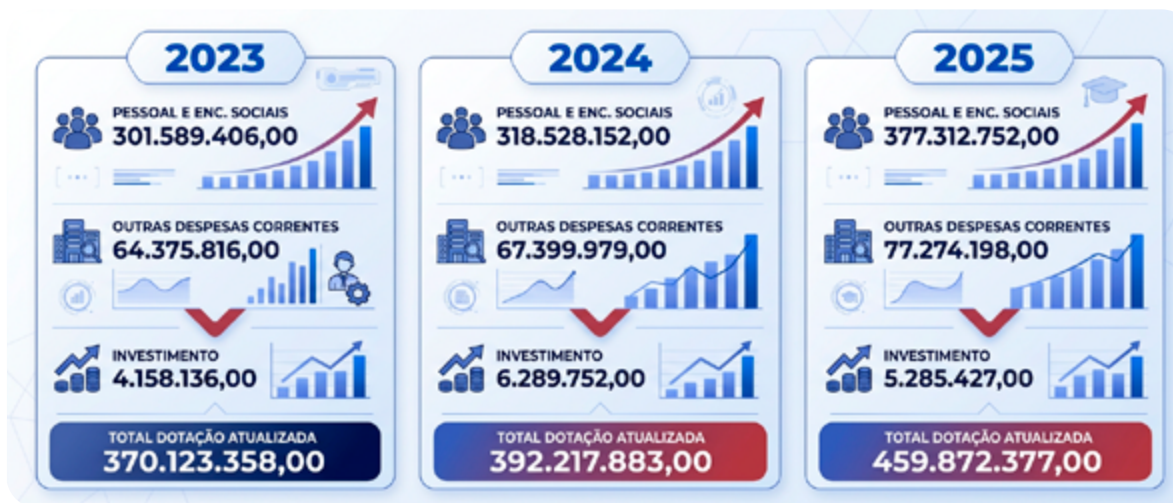 2023
PESSOAL E ENC. SOCIAIS
301.589.406,00
OUTRAS DESPESAS CORRENTES
64.375.816,00
INVESTIMENTO
4.158.136,00
TOTAL DOTAÇÃO ATUALIZADA
370.123.358,00
2024
PESSOAL E ENC. SOCIAIS
318.528.152,00
OUTRAS DESPESAS CORRENTES
67.399.979,00
INVESTIMENTO
6.289.752,00
TOTAL DOTAÇÃO ATUALIZADA
392.217.883,00
2025
PESSOAL E ENC. SOCIAIS
377.312.752,00
OUTRAS DESPESAS CORRENTES
77.274.198,00
INVESTIMENTO
5.285.427,00
TOTAL DOTAÇÃO ATUALIZADA
459.872.377,00